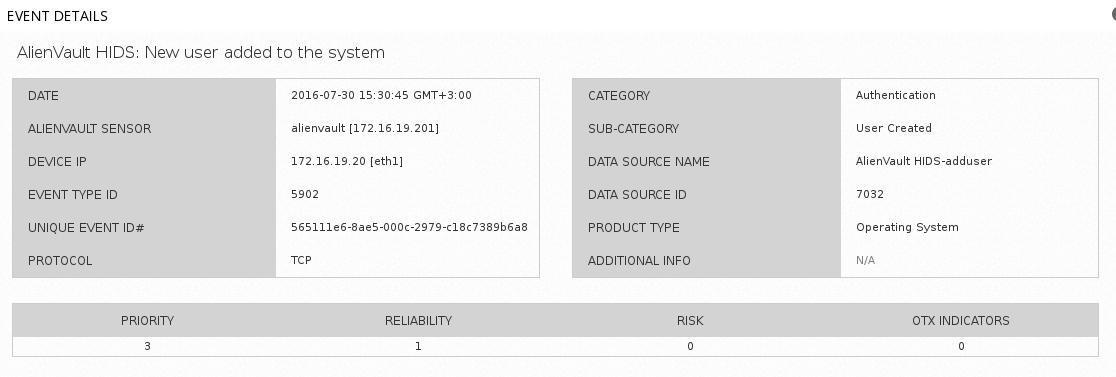 EVENT DETAILS
AlienVault HIDS: New user added to the system
DATE 2016-07-30 15:30:45 GMT+3:00
ALIENVAULT SENSOR alienvault [172.16.19.201]
DEVICE IP 172.16.19.20 [eth1]
EVENT TYPE ID 5902
UNIQUE EVENT ID# 565111e6-8ae5-000c-2979-c18c7389b6a8
PROTOCOL TCP
CATEGORY Authentication
SUB-CATEGORY User Created
DATA SOURCE NAME AlienVault HIDS-adduser
DATA SOURCE ID 7032
PRODUCT TYPE Operating System
ADDITIONAL INFO N/A
PRIORITY RELIABILITY RISK OTX INDICATORS
3 1 0 0